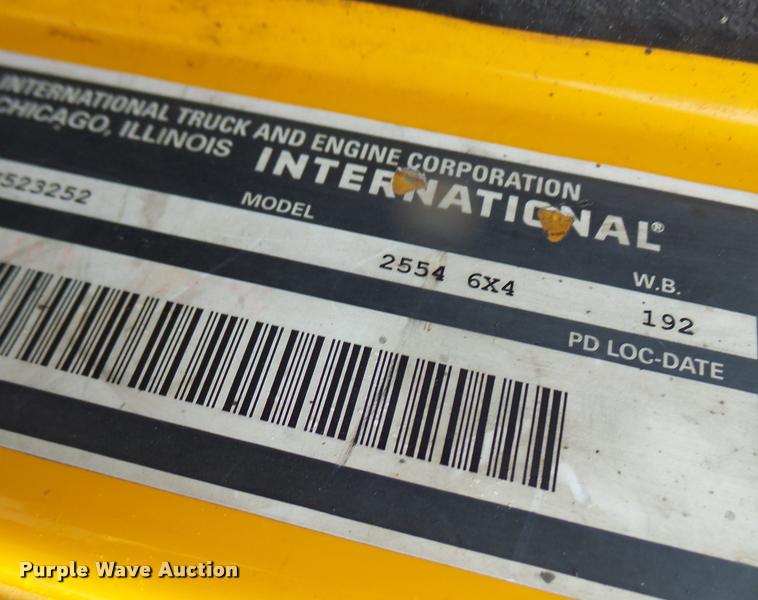 INTERNATIONAL TRUCK AND ENGINE CORPORATION
CHICAGO, ILLINOIS INTERNATIONAL®
MODEL W.B.
523252 2554 6X4 192
PD LOC-DATE
Purple Wave Auction